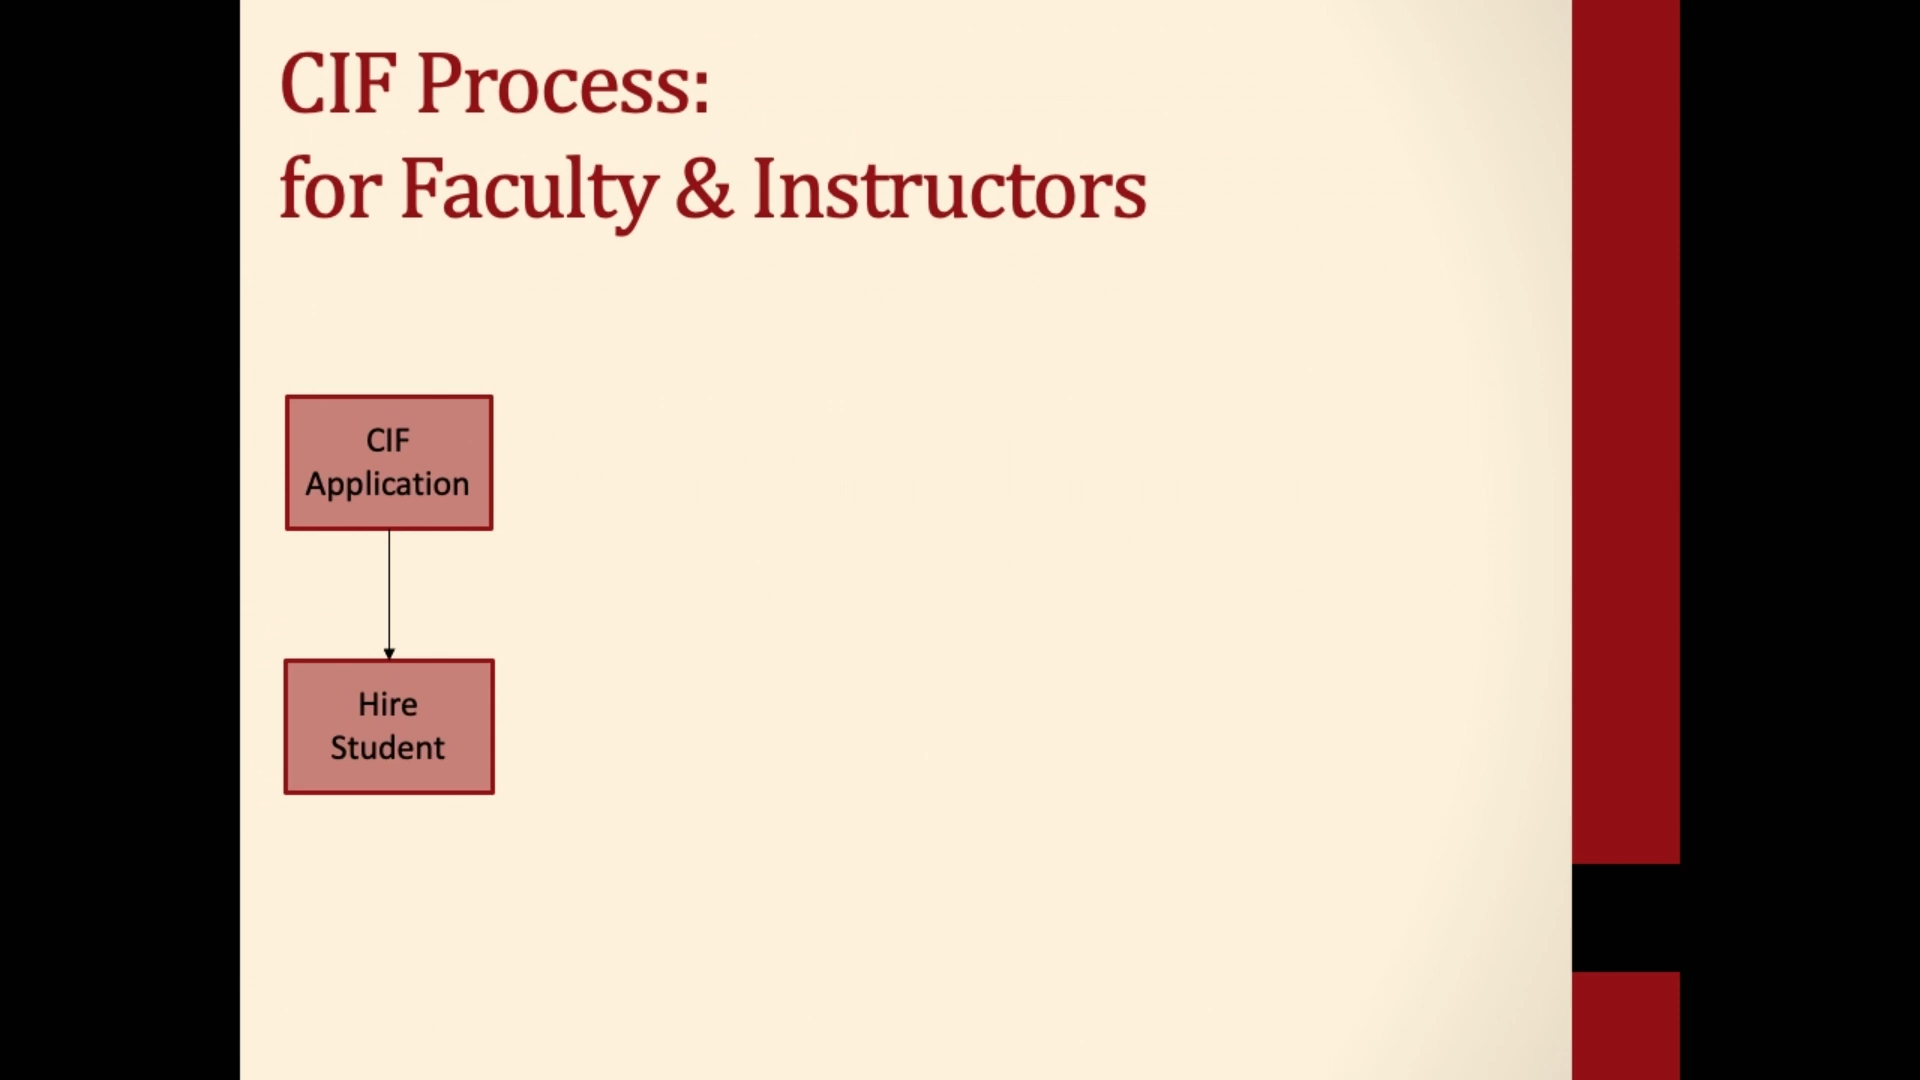 CIF Process:
for Faculty & Instructors
CIF
Application
Hire
Student